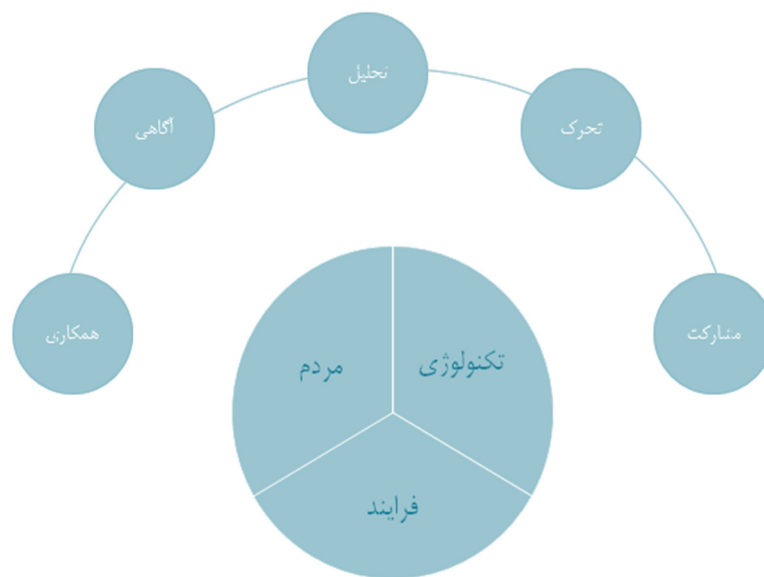 تحلیل
تحرک
آگاهی
مشارکت
همکاری
تکنولوژی
مردم
فرایند